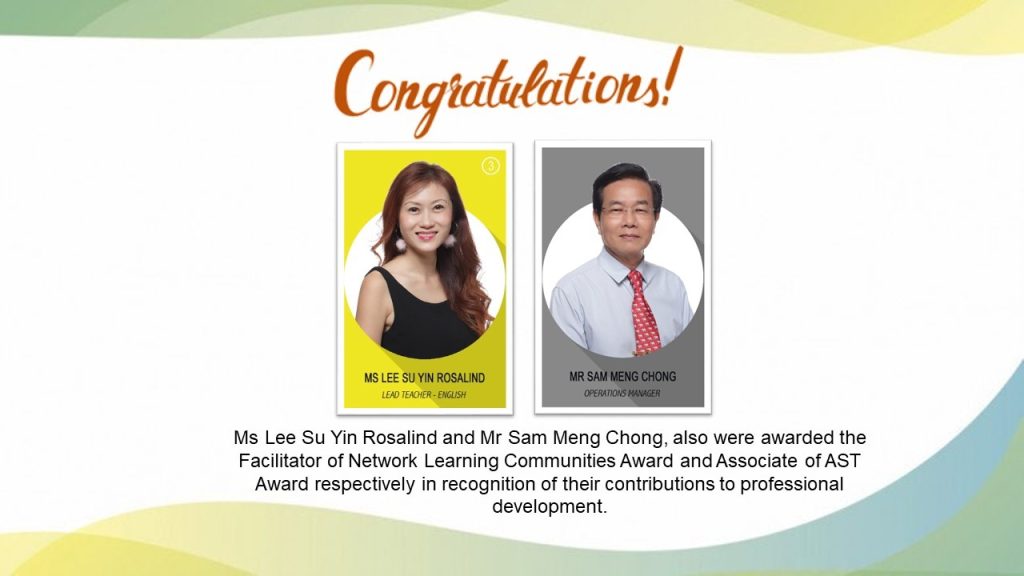 Congratulations!
3
MS LEE SU YIN ROSALIND
LEAD TEACHER - ENGLISH
MR SAM MENG CHONG
OPERATIONS MANAGER
Ms Lee Su Yin Rosalind and Mr Sam Meng Chong, also were awarded the
Facilitator of Network Learning Communities Award and Associate of AST
Award respectively in recognition of their contributions to professional
development.